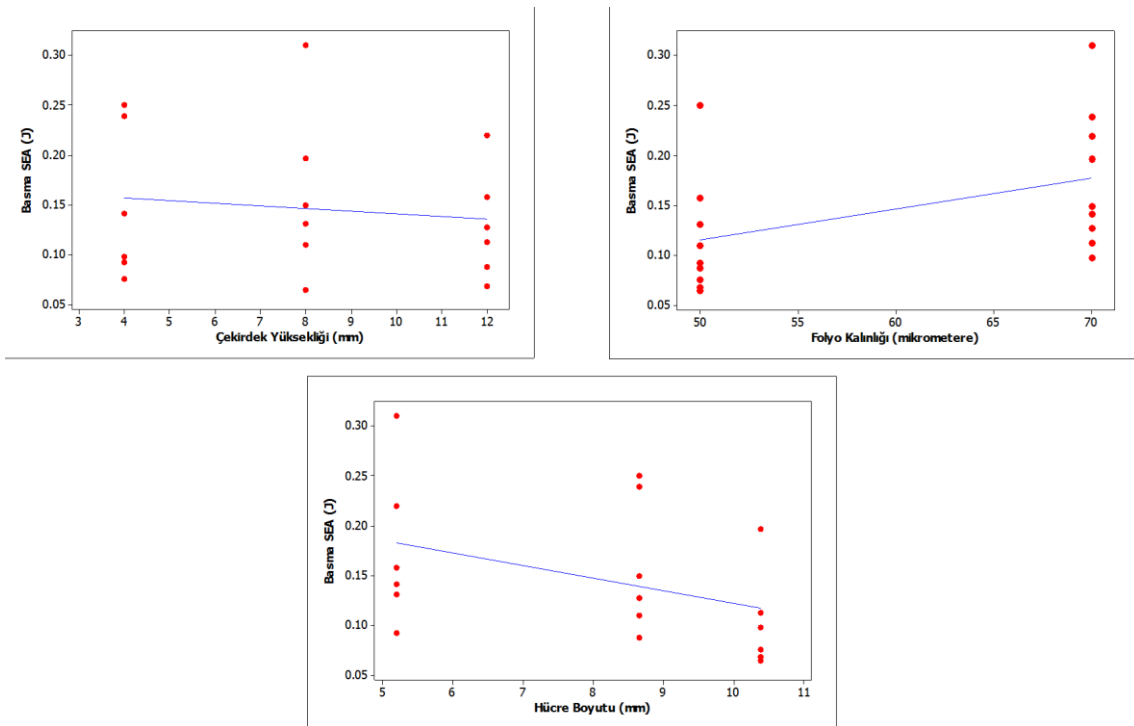 0.30
0.25
0.20
0.15
0.10
0.05
Basma SEA (J)
3 4 5 6 7 8 9 10 11 12
Çekirdek Yüksekliği (mm)
0.30
0.25
0.20
0.15
0.10
0.05
Basma SEA (J)
50 55 60 65 70
Folyo Kalınlığı (mikrometere)
0.30
0.25
0.20
0.15
0.10
0.05
Basma SEA (J)
5 6 7 8 9 10 11
Hücre Boyutu (mm)